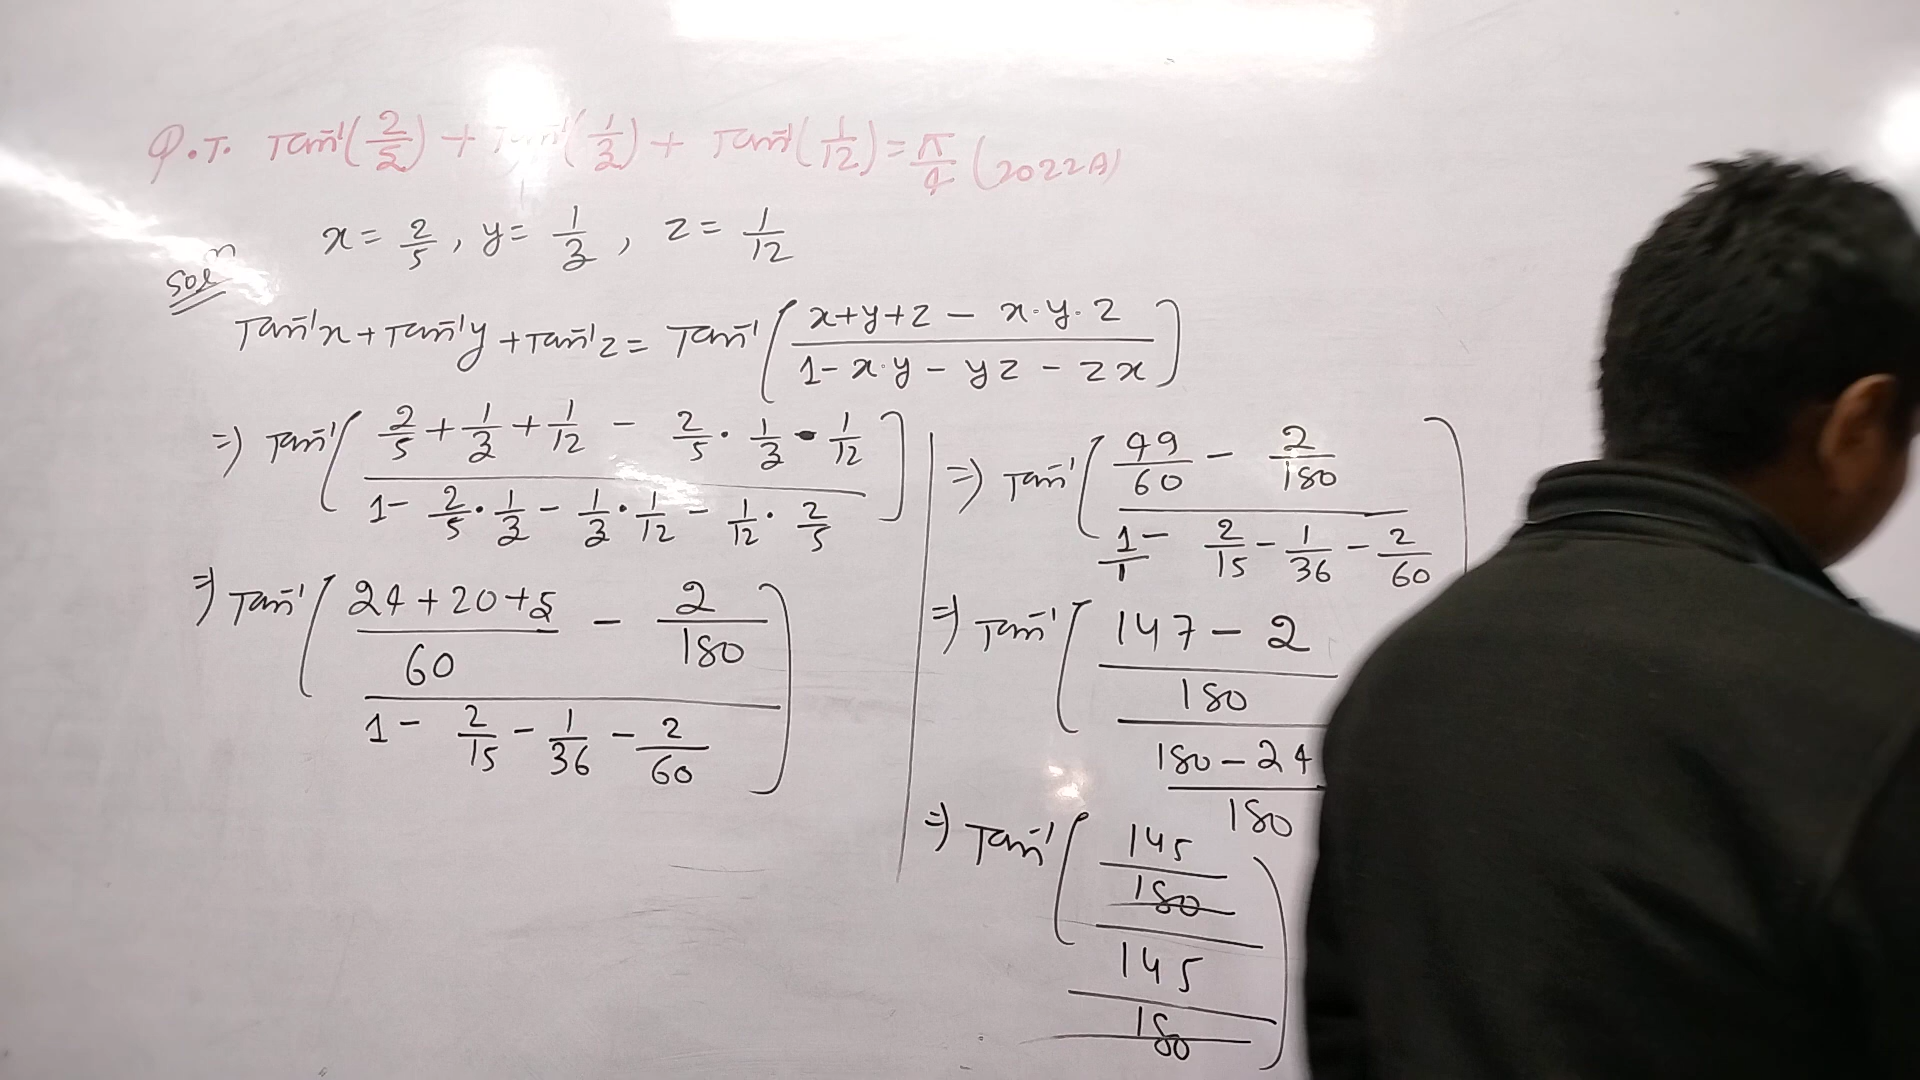 P.T. Tan⁻¹(2/5) + Tan⁻¹(1/3) + Tan⁻¹(1/12) = π/4 (2022A)
Solⁿ x = 2/5, y = 1/3, z = 1/12
Tan⁻¹x + Tan⁻¹y + Tan⁻¹z = Tan⁻¹((x+y+z - x·y·z)/(1 - x·y - yz - zx))
⇒ Tan⁻¹((2/5 + 1/3 + 1/12 - 2/5 · 1/3 · 1/12)/(1 - 2/5 · 1/3 - 1/3 · 1/12 - 1/12 · 2/5))
⇒ Tan⁻¹(((24+20+5)/60 - 2/180)/(1 - 2/15 - 1/36 - 2/60))
⇒ Tan⁻¹((49/60 - 2/180)/(1/1 - 2/15 - 1/36 - 2/60))
⇒ Tan⁻¹(((147 - 2)/180)/((180 - 24)/180
⇒ Tan⁻¹((145/180)/(145/180))